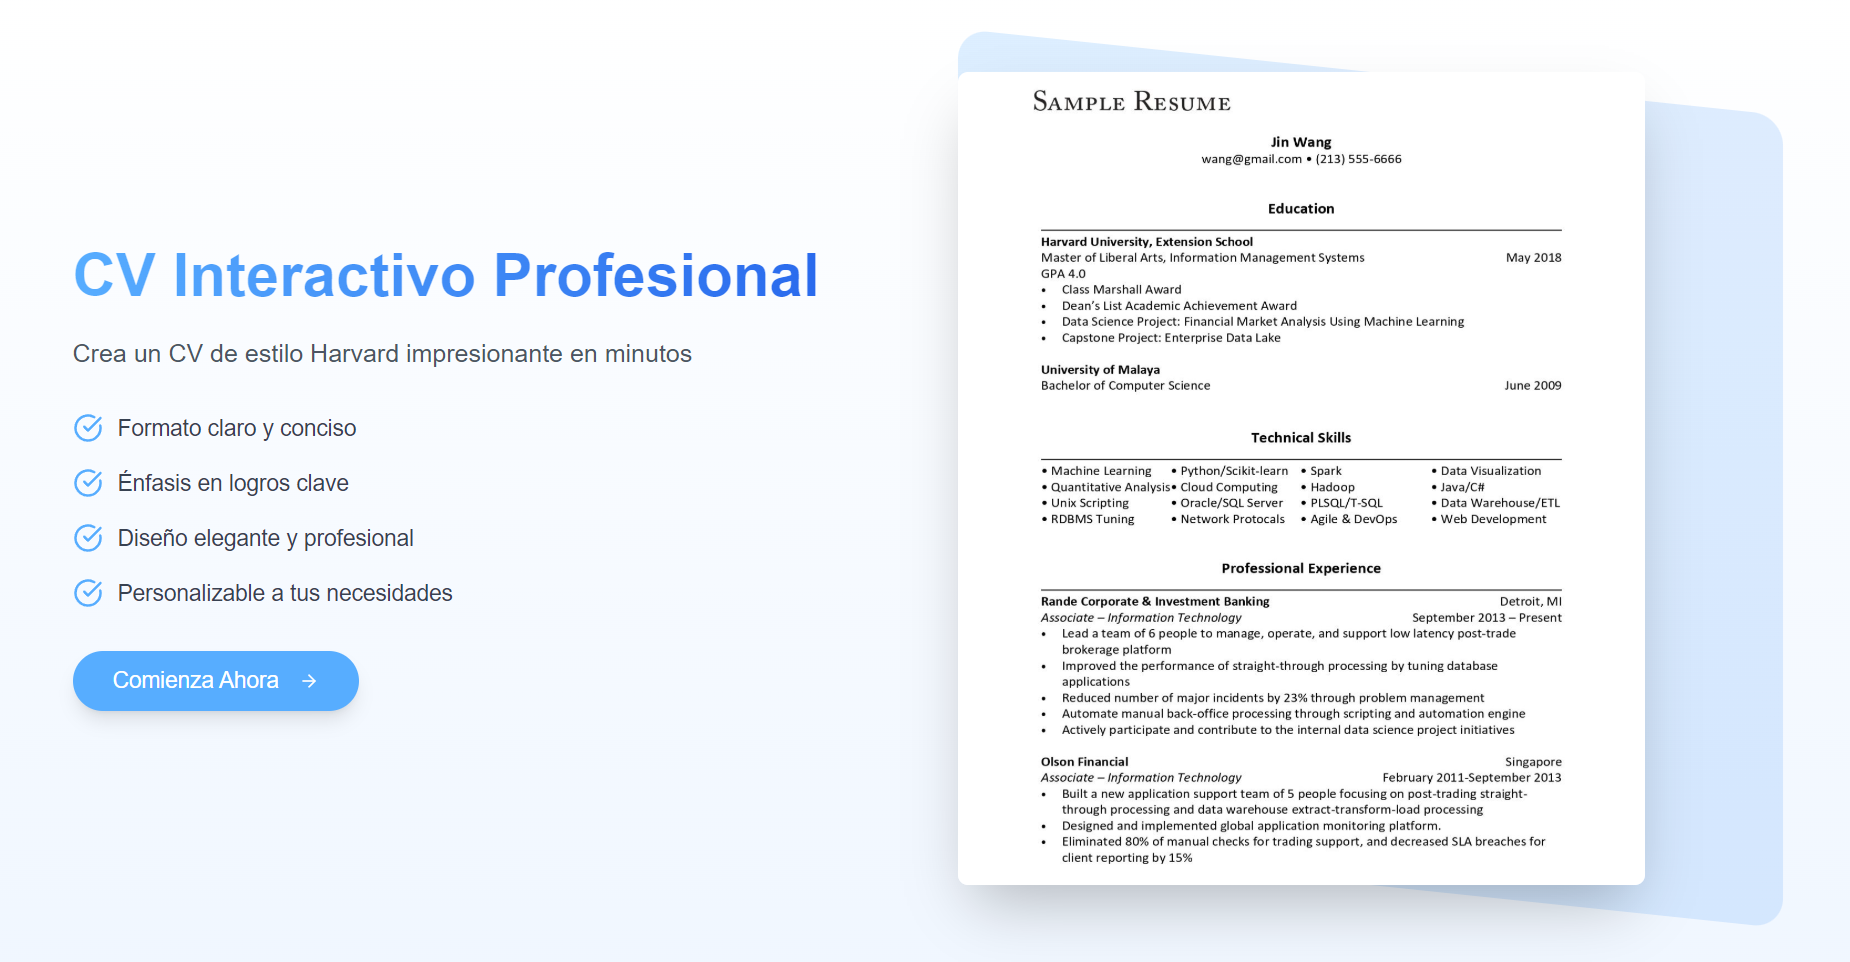 CV Interactivo Profesional
Crea un CV de estilo Harvard impresionante en minutos
Formato claro y conciso
Énfasis en logros clave
Diseño elegante y profesional
Personalizable a tus necesidades
Comienza Ahora →
SAMPLE RESUME
Jin Wang
wang@gmail.com • (213) 555-6666
Education
Harvard University, Extension School
Master of Liberal Arts, Information Management Systems May 2018
GPA 4.0
• Class Marshall Award
• Dean’s List Academic Achievement Award
• Data Science Project: Financial Market Analysis Using Machine Learning
• Capstone Project: Enterprise Data Lake
University of Malaya
Bachelor of Computer Science June 2009
Technical Skills
• Machine Learning • Python/Scikit-learn • Spark • Data Visualization
• Quantitative Analysis • Cloud Computing • Hadoop • Java/C#
• Unix Scripting • Oracle/SQL Server • PLSQL/T-SQL • Data Warehouse/ETL
• RDBMS Tuning • Network Protocals • Agile & DevOps • Web Development
Professional Experience
Rande Corporate & Investment Banking Detroit, MI
Associate – Information Technology September 2013 – Present
• Lead a team of 6 people to manage, operate, and support low latency post-trade
brokerage platform
• Improved the performance of straight-through processing by tuning database
applications
• Reduced number of major incidents by 23% through problem management
• Automate manual back-office processing through scripting and automation engine
• Actively participate and contribute to the internal data science project initiatives
Olson Financial Singapore
Associate – Information Technology February 2011-September 2013
• Built a new application support team of 5 people focusing on post-trading straight-
through processing and data warehouse extract-transform-load processing
• Designed and implemented global application monitoring platform.
• Eliminated 80% of manual checks for trading support, and decreased SLA breaches for
client reporting by 15%